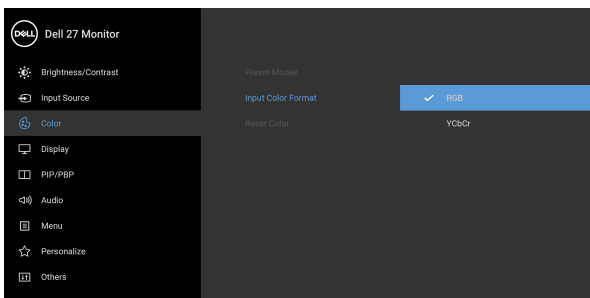 DELL Dell 27 Monitor
Brightness/Contrast Preset Modes
Input Source Input Color Format RGB
Color Reset Color YCbCr
Display
PIP/PBP
Audio
Menu
Personalize
Others